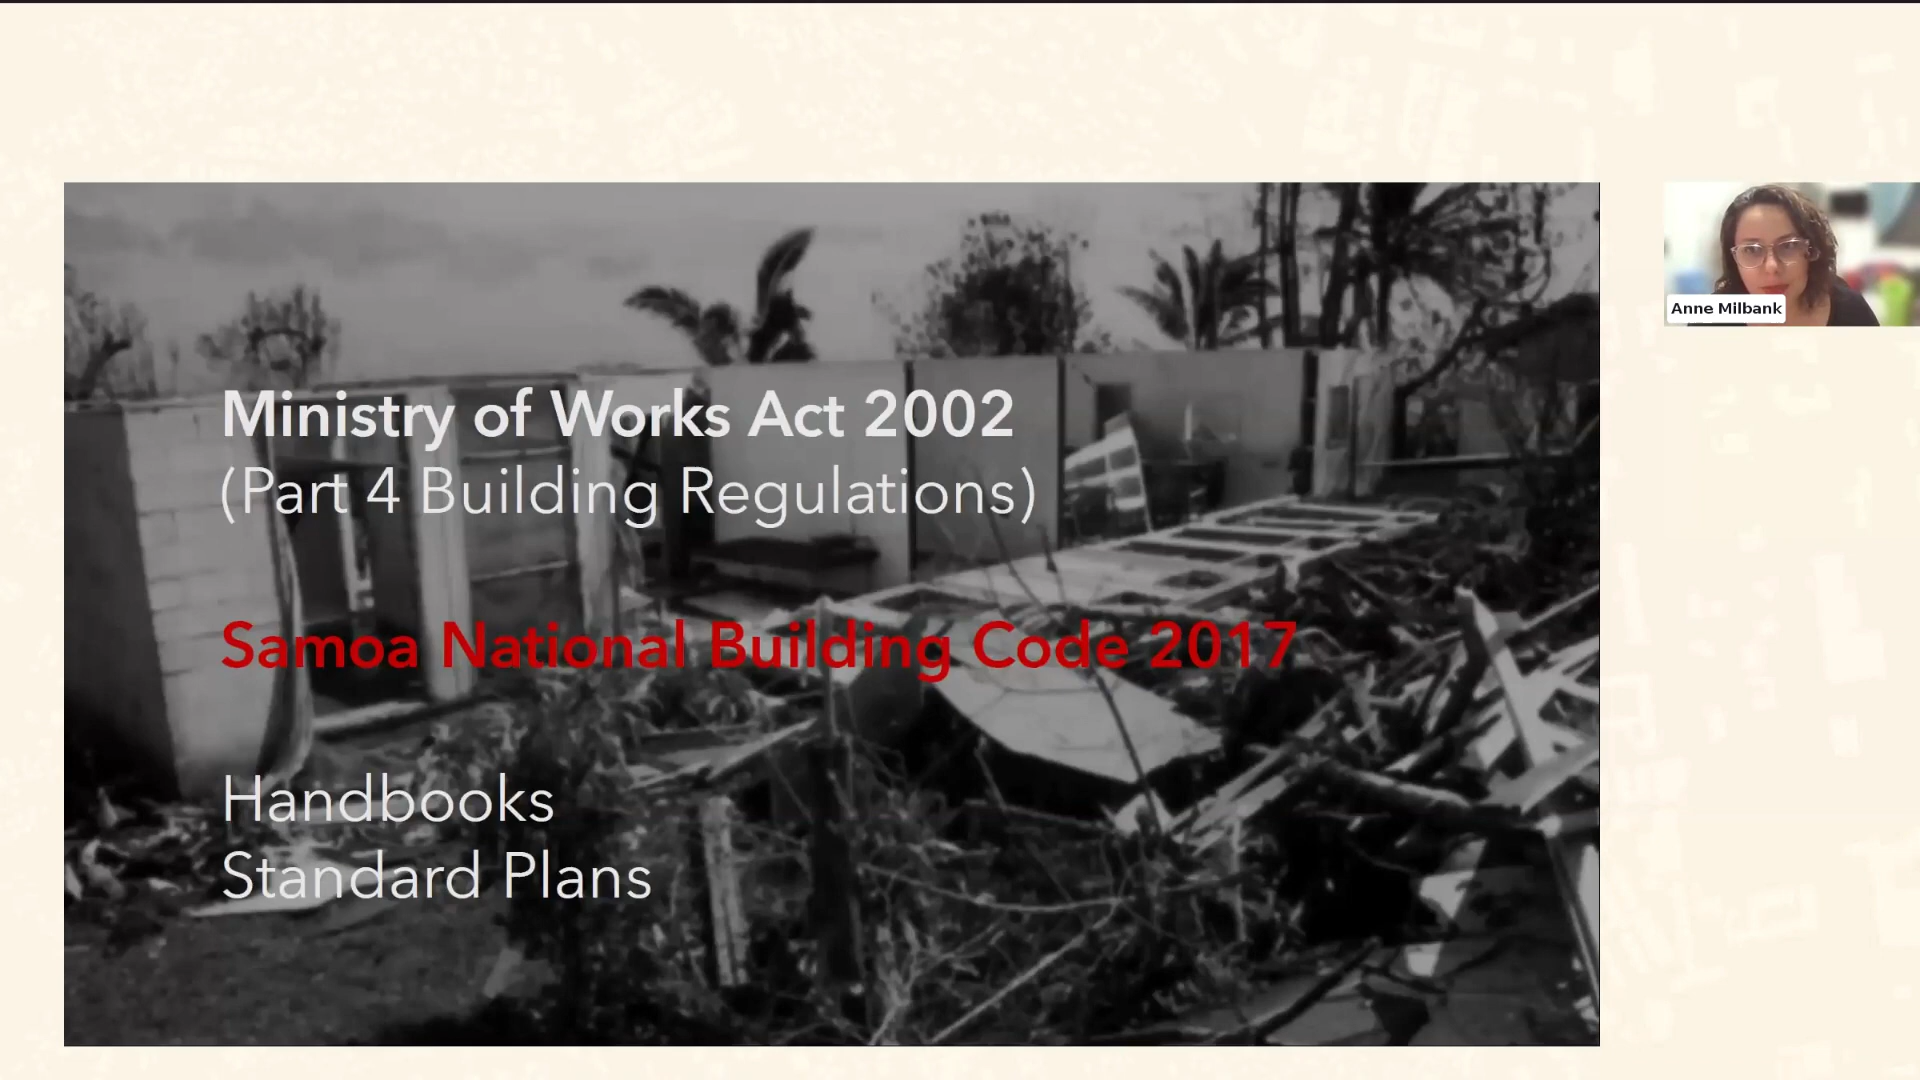 Ministry of Works Act 2002
(Part 4 Building Regulations)
Samoa National Building Code 2017
Handbooks
Standard Plans
Anne Milbank